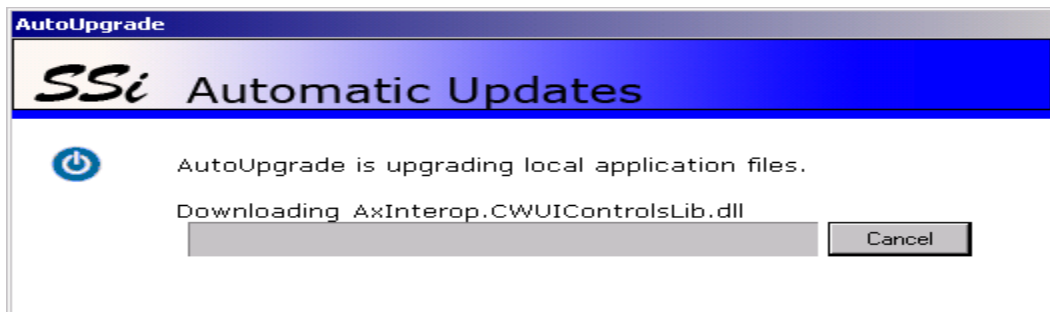 AutoUpgrade
SSi Automatic Updates
AutoUpgrade is upgrading local application files.
Downloading AxInterop.CWUIControlsLib.dll
Cancel